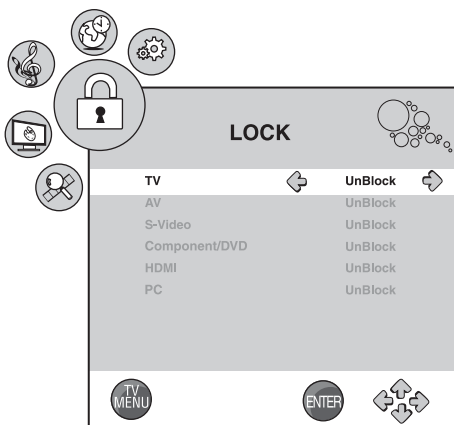 LOCK
TV UnBlock
AV UnBlock
S-Video UnBlock
Component/DVD UnBlock
HDMI UnBlock
PC UnBlock
TV
MENU
ENTER